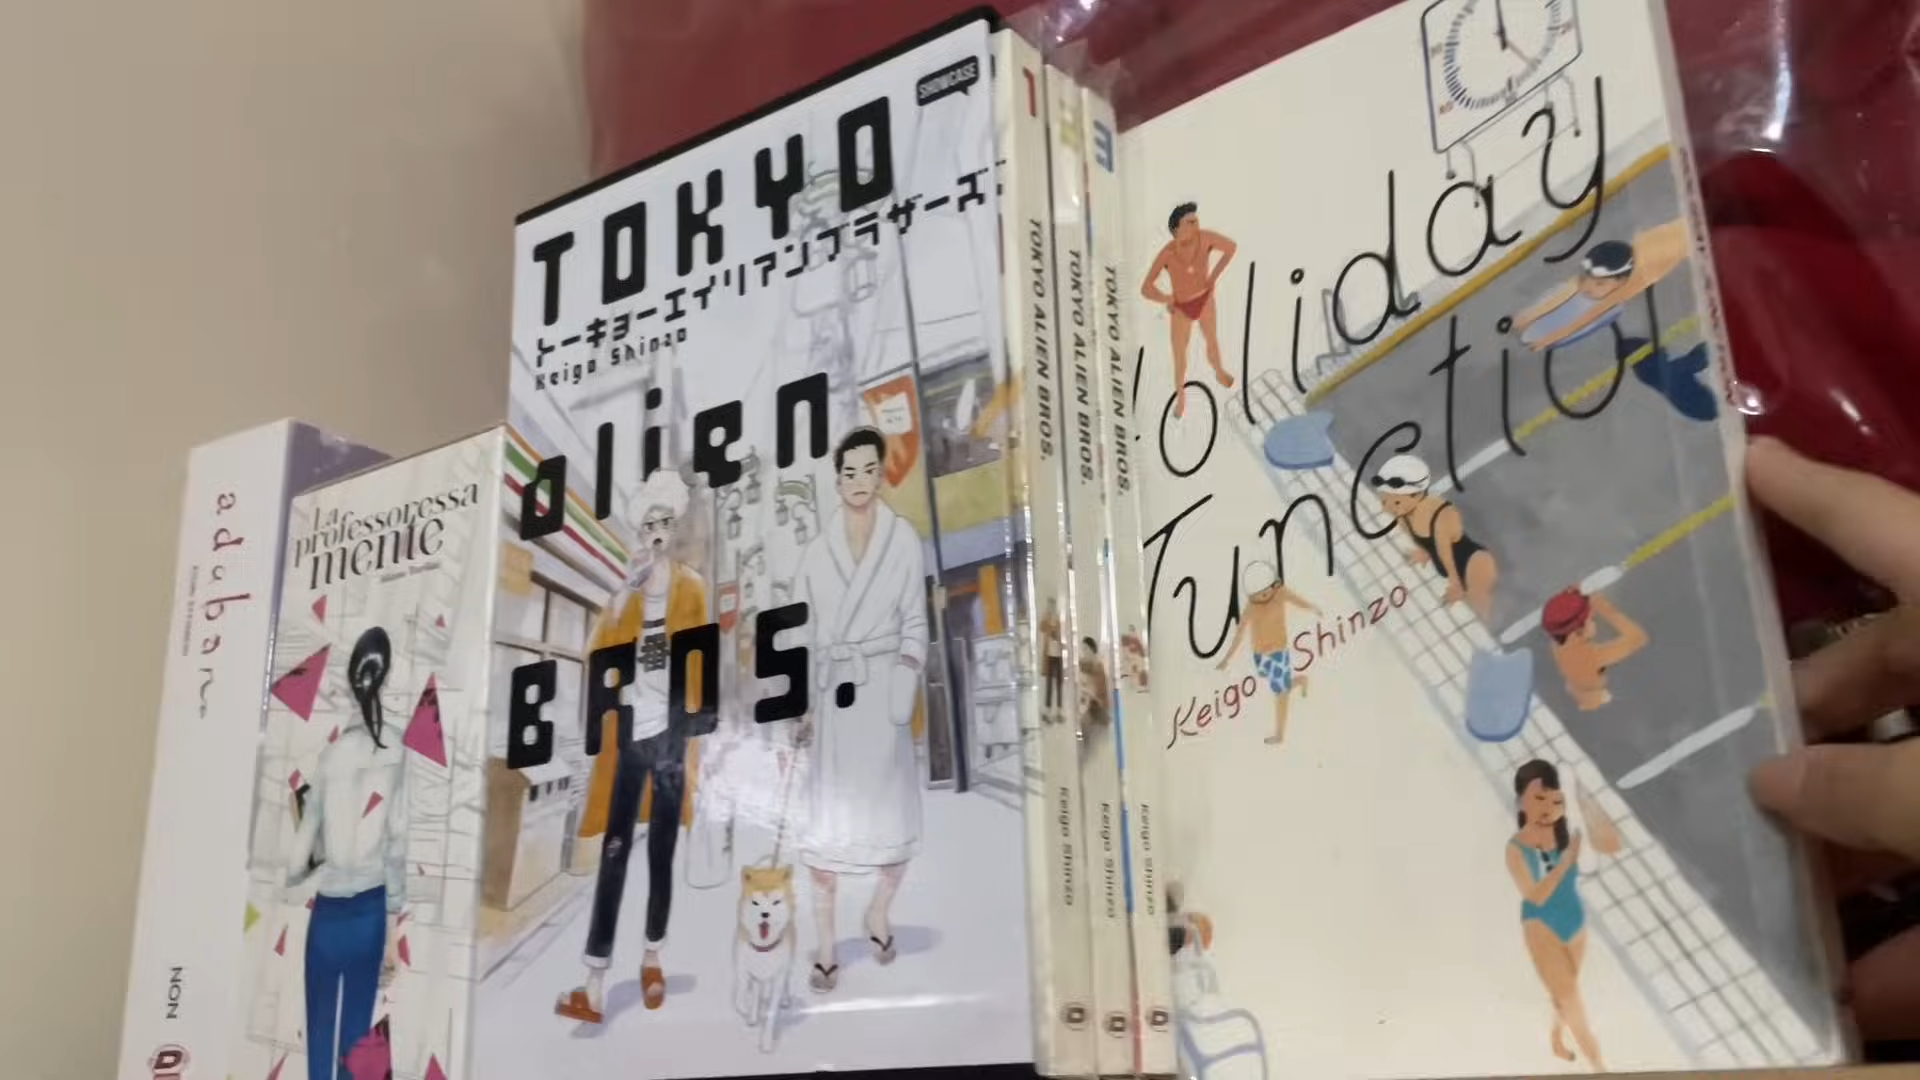 adabana
NON
La
professoressa
mente
TOKYO
SHOWCASE
トーキョーエイリアンブラザーズ
Keigo Shinzo
alien
BROS.
1
TOKYO ALIEN BROS.
Keigo Shinzo
TOKYO ALIEN BROS.
Keigo Shinzo
3
TOKYO ALIEN BROS.
Keigo Shinzo
Holiday
Junction
Keigo Shinzo